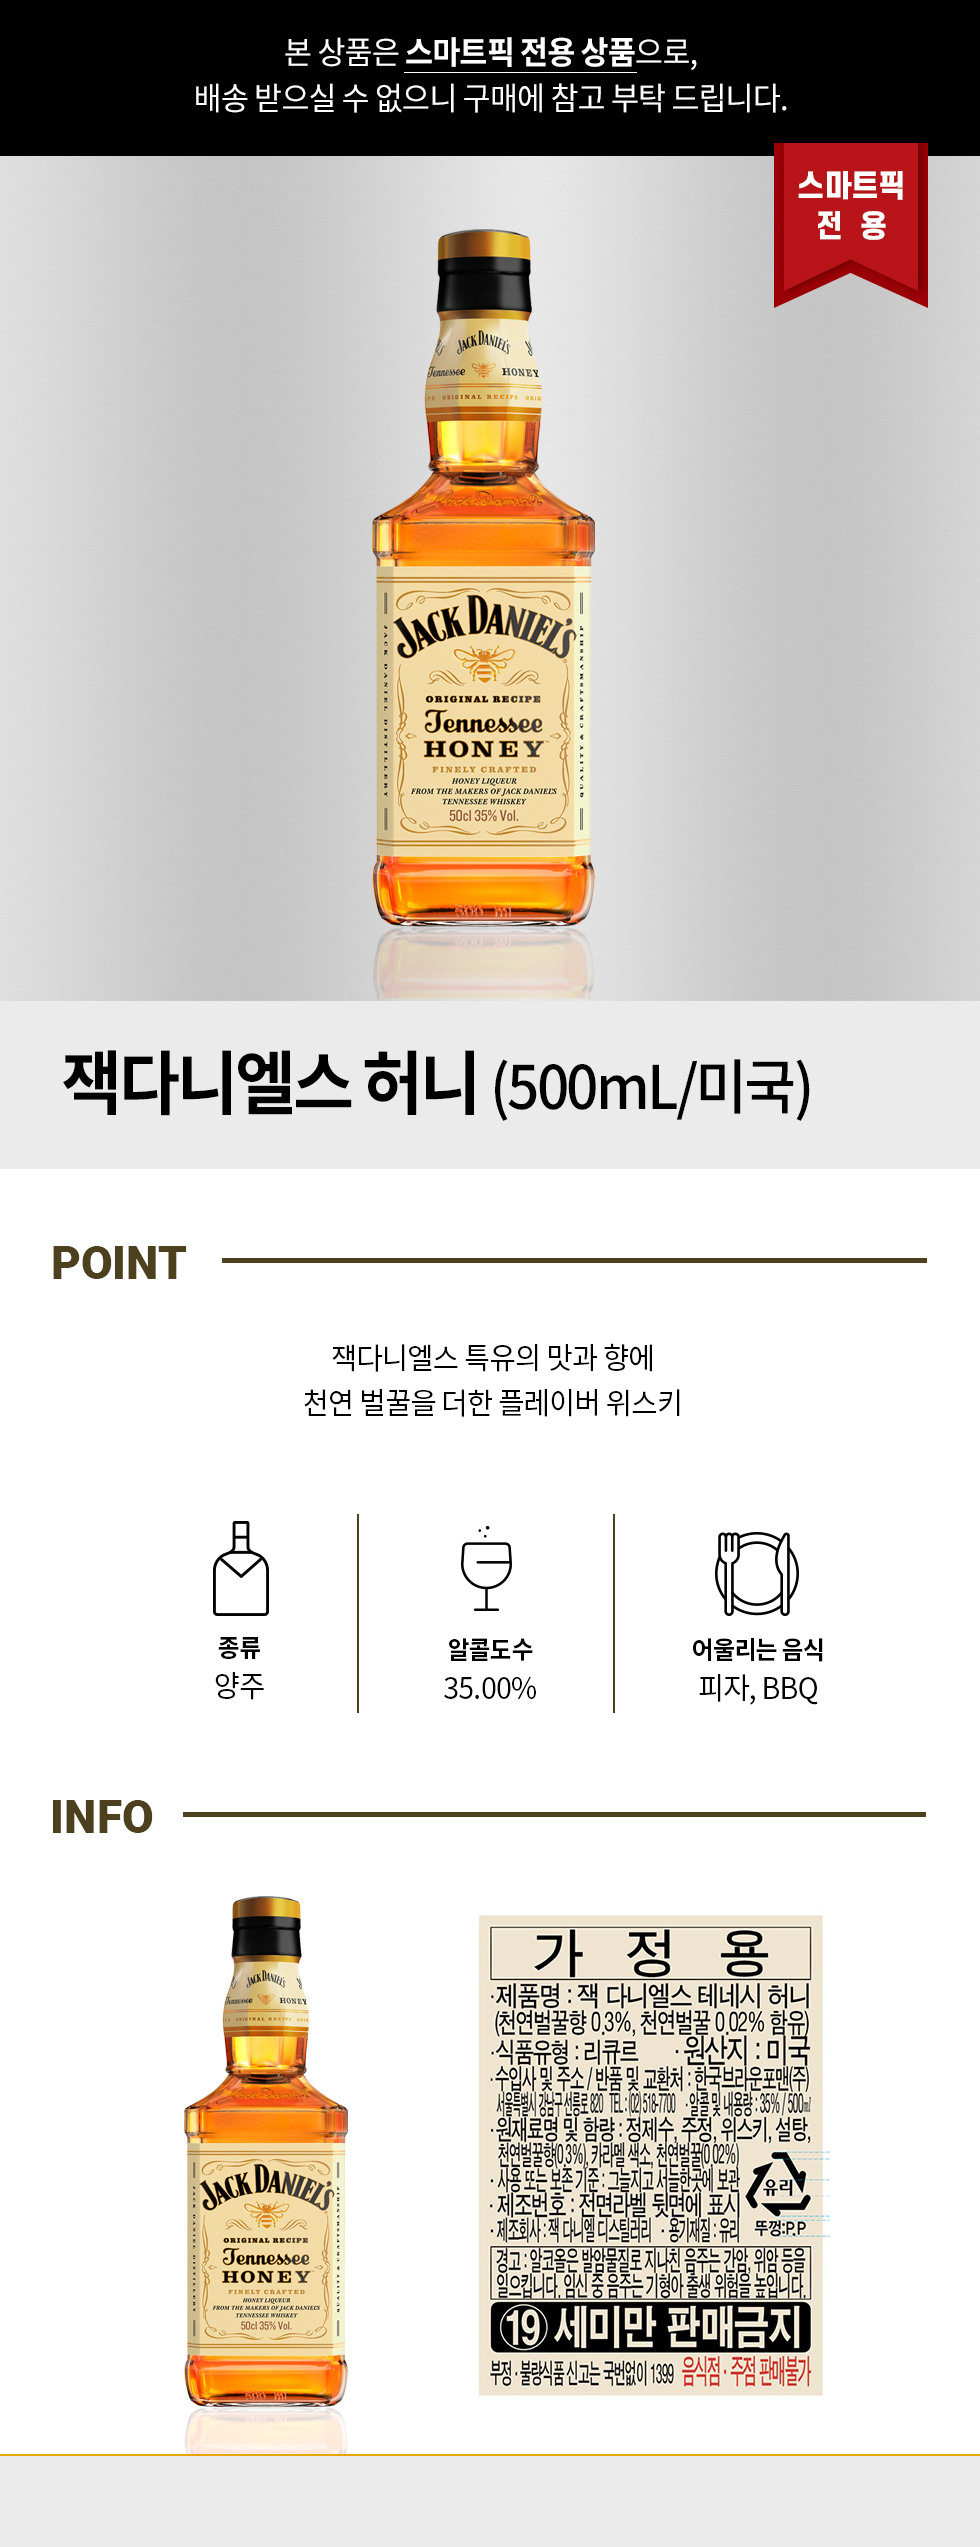 본 상품은 스마트픽 전용 상품으로,
배송 받으실 수 없으니 구매에 참고 부탁 드립니다.
스마트픽
전 용
JACK DANIEL'S
Tennessee HONEY
ORIGINAL RECIPE
JACK DANIEL'S
JACK DANIEL DISTILLERY
QUALITY & CRAFTSMANSHIP
ORIGINAL RECIPE
Tennessee
HONEY
FINELY CRAFTED
HONEY LIQUEUR
FROM THE MAKERS OF JACK DANIEL'S
TENNESSEE WHISKEY
50cl 35% Vol.
500 ml
잭다니엘스 허니 (500mL/미국)
POINT
잭다니엘스 특유의 맛과 향에
천연 벌꿀을 더한 플레이버 위스키
종류
양주
알콜도수
35.00%
어울리는 음식
피자, BBQ
INFO
JACK DANIEL'S
Tennessee HONEY
ORIGINAL RECIPE
JACK DANIEL'S
JACK DANIEL DISTILLERY
QUALITY & CRAFTSMANSHIP
ORIGINAL RECIPE
Tennessee
HONEY
FINELY CRAFTED
HONEY LIQUEUR
FROM THE MAKERS OF JACK DANIEL'S
TENNESSEE WHISKEY
50cl 35% Vol.
500 ml
가 정 용
·제품명 : 잭 다니엘스 테네시 허니
(천연벌꿀향 0.3%, 천연벌꿀 0.02% 함유)
·식품유형 : 리큐르 ·원산지 : 미국
·수입사 및 주소 / 반품 및 교환처 : 한국브라운포맨(주)
서울특별시 강남구 선릉로 820 TEL : (02) 518-7700 ·알콜 및 내용량 : 35% / 500㎖
·원재료명 및 함량 : 정제수, 주정, 위스키, 설탕,
천연벌꿀향(0.3%), 카라멜 색소, 천연벌꿀(0.02%)
·사용 또는 보존 기준 : 그늘지고 서늘한곳에 보관
·제조번호 : 전면라벨 뒷면에 표시
·제조회사 : 잭 다니엘 디스틸러리 ·용기재질 : 유리
유리
뚜껑:P.P
경고 : 알코올은 발암물질로 지나친 음주는 간암, 위암 등을
일으킵니다. 임신 중 음주는 기형아 출생 위험을 높입니다.
19 세미만 판매금지
부정·불량식품 신고는 국번없이 1399 음식점·주점 판매불가